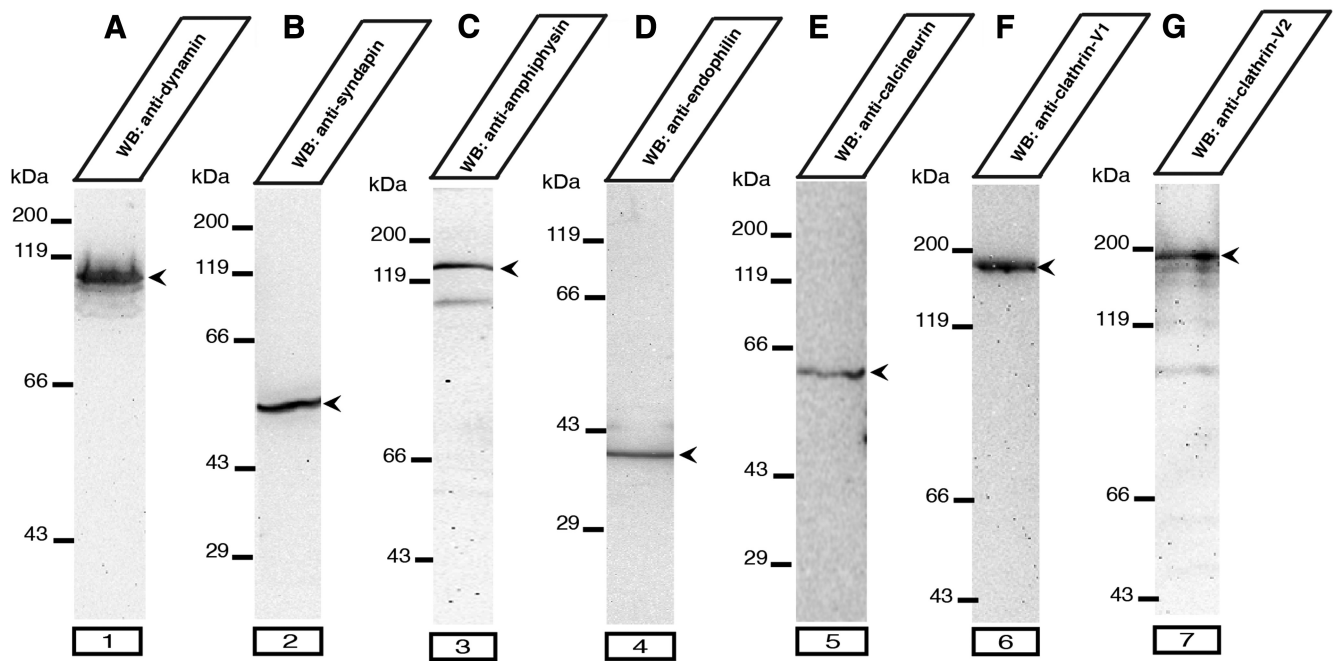 A B C D E F G
WB: anti-dynamin
WB: anti-syndapin
WB: anti-amphiphysin
WB: anti-endophilin
WB: anti-calcineurin
WB: anti-clathrin-V1
WB: anti-clathrin-V2
kDa
200
119
66
43
1
kDa
200
119
66
43
29
2
kDa
200
119
66
43
3
kDa
119
66
43
29
4
kDa
200
119
66
43
29
5
kDa
200
119
66
43
6
kDa
200
119
66
43
7